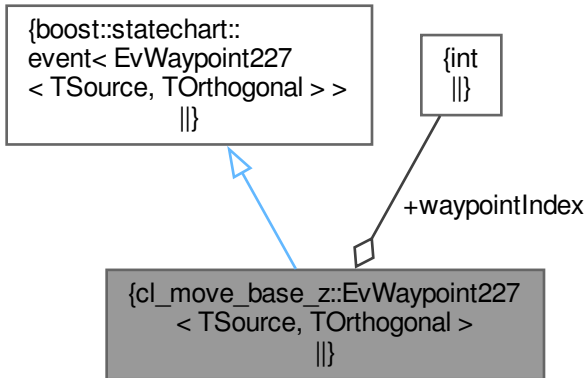 {boost::statechart::
event< EvWaypoint227
< TSource, TOrthogonal > >
||}
{int
||}
+waypointIndex
{cl_move_base_z::EvWaypoint227
< TSource, TOrthogonal >
||}